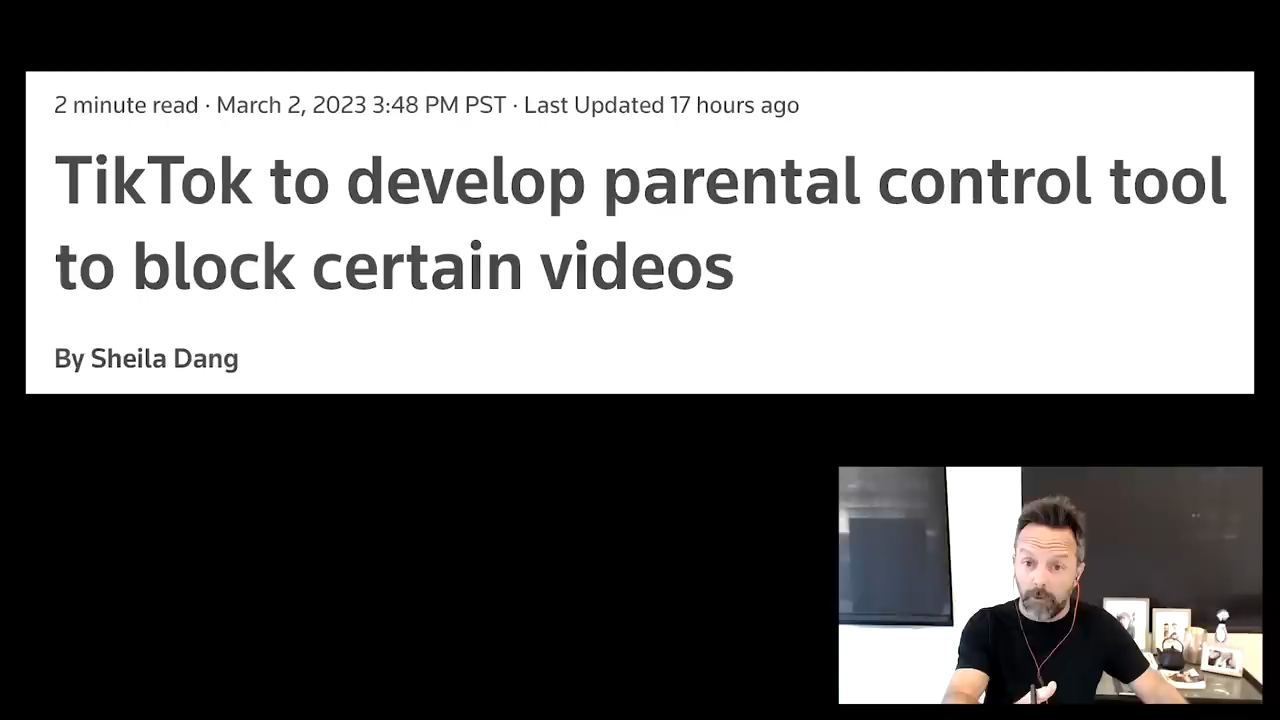 2 minute read · March 2, 2023 3:48 PM PST · Last Updated 17 hours ago
TikTok to develop parental control tool
to block certain videos
By Sheila Dang